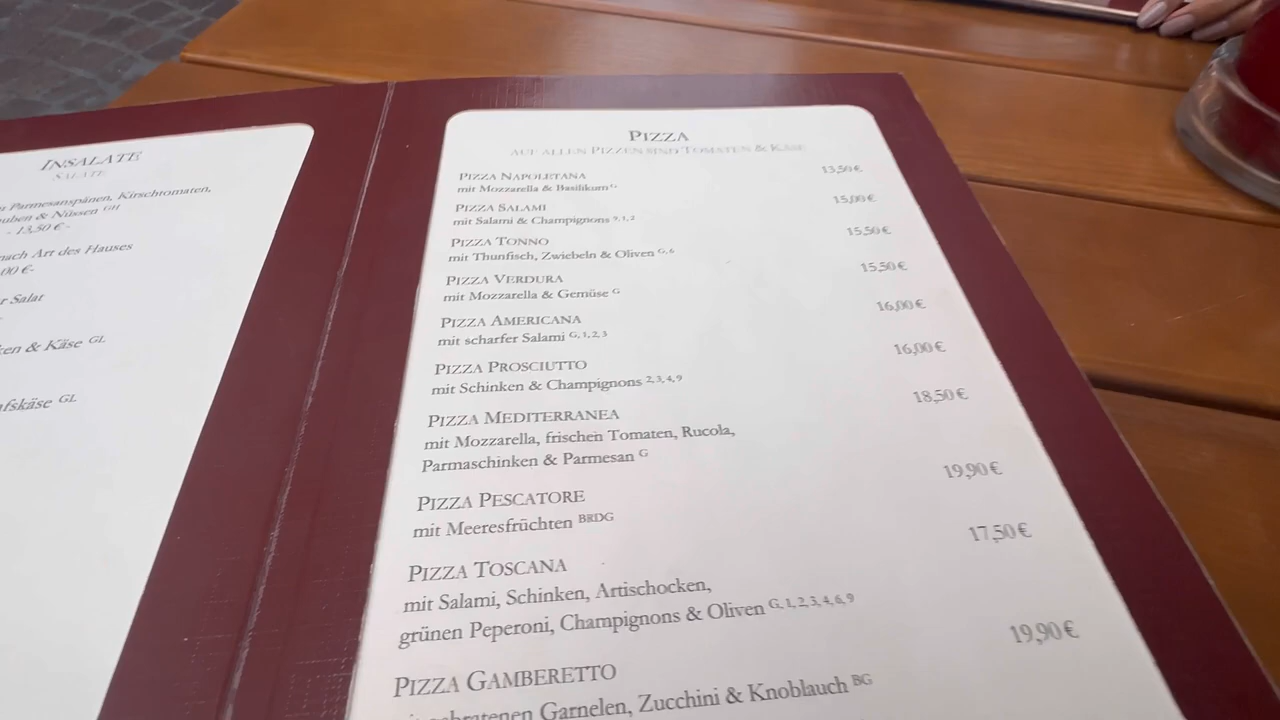 INSALATE
SALATE
Parmesanspänen, Kirschtomaten,
& Nüssen GH
- 13,50 € -
nach Art des Hauses
00 €-
Salat
& Käse GL
GL
PIZZA
AUF ALLEN PIZZEN SIND TOMATEN & KÄSE
PIZZA NAPOLETANA 13,50 €
mit Mozzarella & Basilikum G
PIZZA SALAMI 15,00 €
mit Salami & Champignons 9, 1, 2
PIZZA TONNO 15,50 €
mit Thunfisch, Zwiebeln & Oliven G, 6
PIZZA VERDURA 15,50 €
mit Mozzarella & Gemüse G
PIZZA AMERICANA 16,00 €
mit scharfer Salami G, 1, 2, 3
PIZZA PROSCIUTTO 16,00 €
mit Schinken & Champignons 2, 3, 4, 9
PIZZA MEDITERRANEA 18,50 €
mit Mozzarella, frischen Tomaten, Rucola,
Parmaschinken & Parmesan G
PIZZA PESCATORE 19,90 €
mit Meeresfrüchten BRDG
PIZZA TOSCANA 17,50 €
mit Salami, Schinken, Artischocken,
grünen Peperoni, Champignons & Oliven G, 1, 2, 3, 4, 6, 9
PIZZA GAMBERETTO 19,90 €
Garnelen, Zucchini & Knoblauch BG